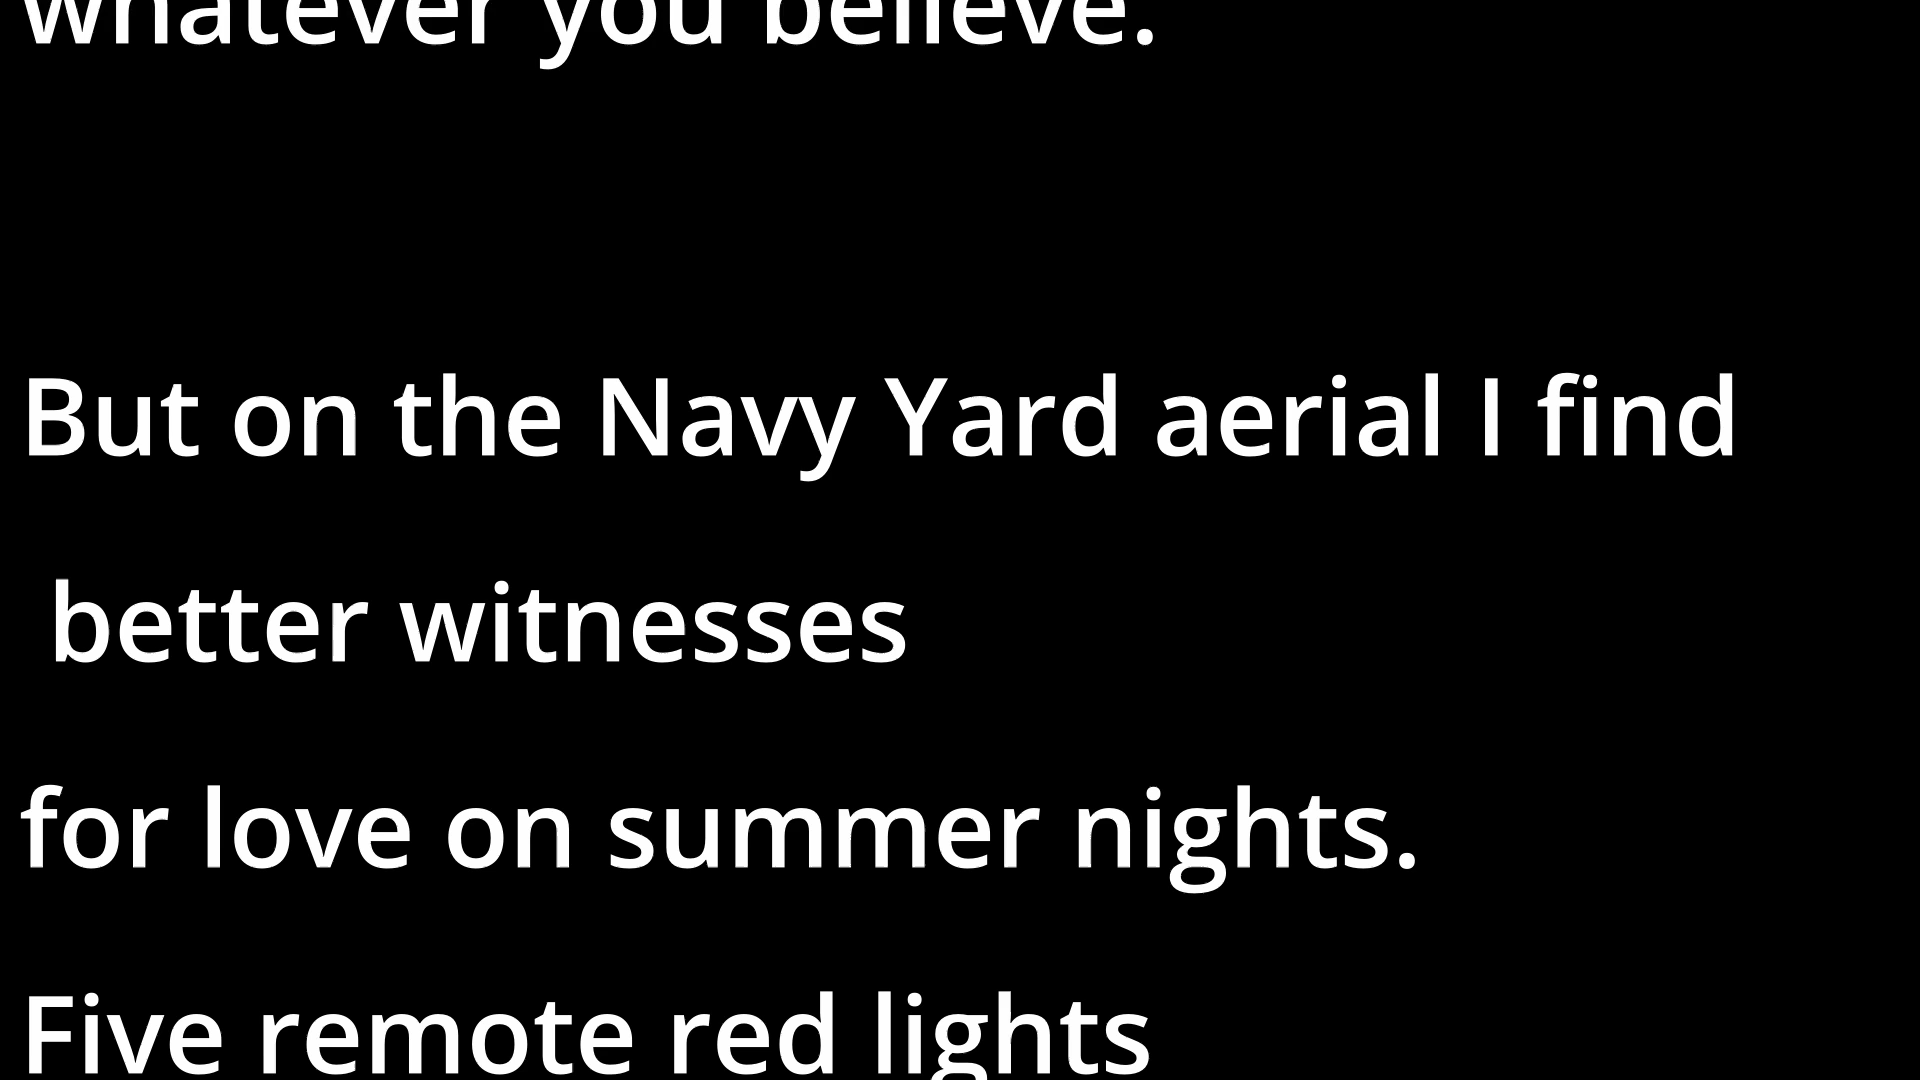 whatever you believe.
But on the Navy Yard aerial I find
better witnesses
for love on summer nights.
Five remote red lights